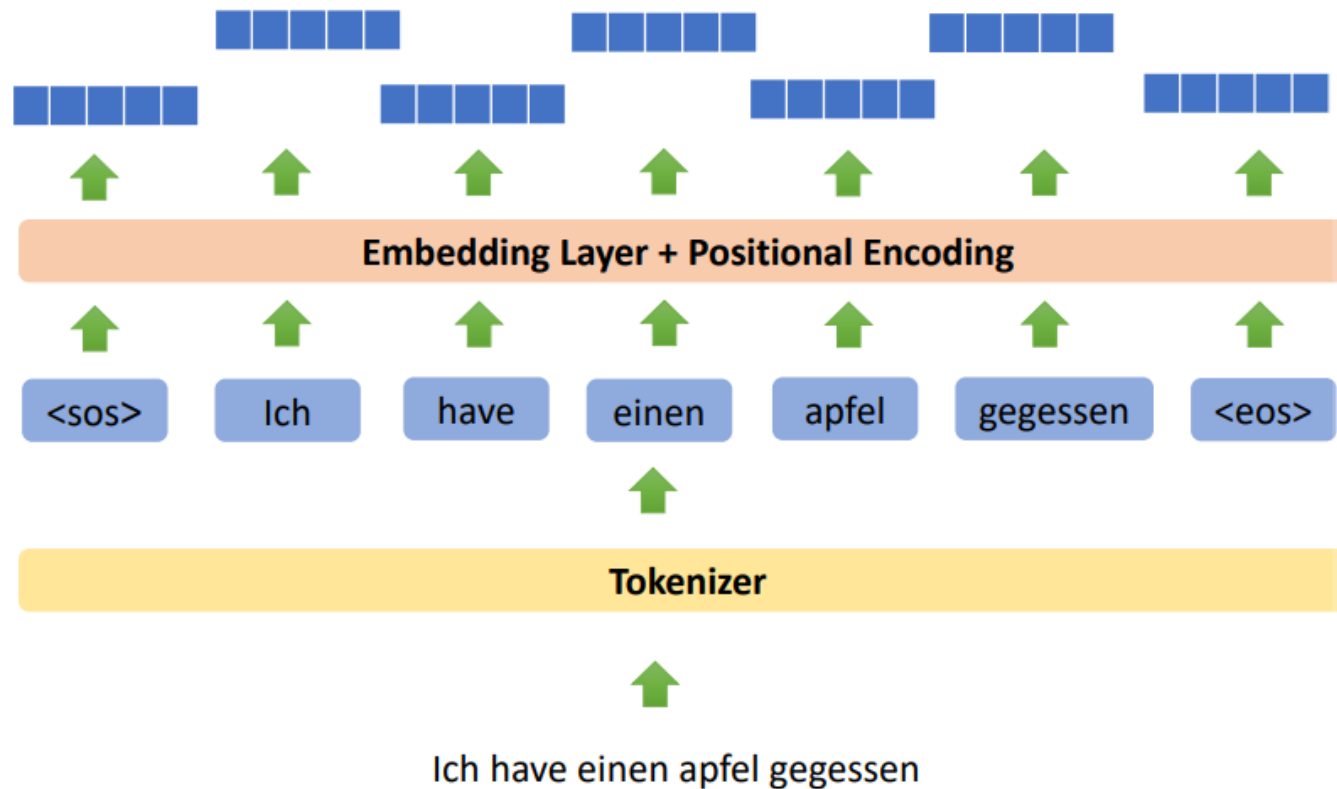 Embedding Layer + Positional Encoding
<sos> Ich have einen apfel gegessen <eos>
Tokenizer
Ich have einen apfel gegessen